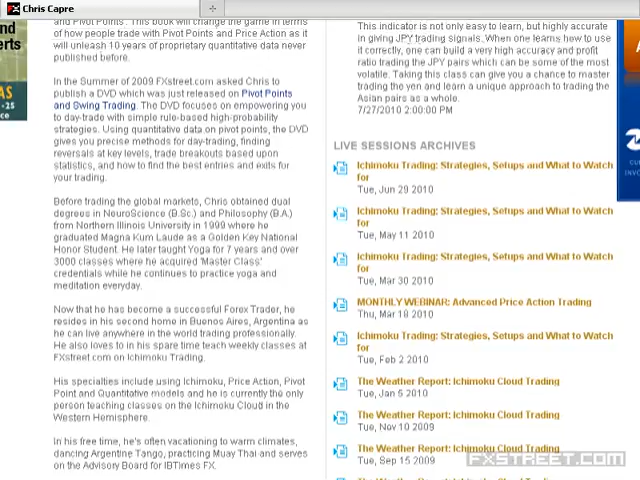 Chris Capre
and
erts
AS
-25
ce
and Pivot Points". This book will change the game in terms
of how people trade with Pivot Points and Price Action as it
will unleash 10 years of proprietary quantitative data never
published before.
In the Summer of 2009 FXstreet.com asked Chris to
publish a DVD which was just released on Pivot Points
and Swing Trading. The DVD focuses on empowering you
to day-trade with simple rule-based high-probability
strategies. Using quantitative data on pivot points, the DVD
gives you precise methods for day-trading, finding
reversals at key levels, trade breakouts based upon
statistics, and how to find the best entries and exits for
your trading.
Before trading the global markets, Chris obtained dual
degrees in NeuroScience (B.Sc.) and Philosophy (B.A.)
from Northern Illinois University in 1999 where he
graduated Magna Kum Laude as a Golden Key National
Honor Student. He later taught Yoga for 7 years and over
3000 classes where he acquired 'Master Class'
credentials while he continues to practice yoga and
meditation everyday.
Now that he has become a successful Forex Trader, he
resides in his second home in Buenos Aires, Argentina as
he can live anywhere in the world trading professionally.
He also loves to in his spare time teach weekly classes at
FXstreet.com on Ichimoku Trading.
His specialties include using Ichimoku, Price Action, Pivot
Point and Quantitative models and he is currently the only
person teaching classes on the Ichimoku Cloud in the
Western Hemisphere.
In his free time, he's often vacationing to warm climates,
dancing Argentine Tango, practicing Muay Thai and serves
on the Advisory Board for IBTimes FX.
This indicator is not only easy to learn, but highly accurate
in giving JPY trading signals. When one learns how to use
it correctly, one can build a very high accuracy and profit
ratio trading the JPY pairs which can be some of the most
volatile. Taking this class can give you a chance to master
trading the yen and learn a unique approach to trading the
Asian pairs as a whole.
7/27/2010 2:00:00 PM
LIVE SESSIONS ARCHIVES
Ichimoku Trading: Strategies, Setups and What to Watch
for
Tue, Jun 29 2010
Ichimoku Trading: Strategies, Setups and What to Watch
for
Tue, May 11 2010
Ichimoku Trading: Strategies, Setups and What to Watch
for
Tue, Mar 30 2010
MONTHLY WEBINAR: Advanced Price Action Trading
Thu, Mar 18 2010
Ichimoku Trading: Strategies, Setups and What to Watch
for
Tue, Feb 2 2010
The Weather Report: Ichimoku Cloud Trading
Tue, Jan 5 2010
The Weather Report: Ichimoku Cloud Trading
Tue, Nov 10 2009
The Weather Report: Ichimoku Cloud Trading
Tue, Sep 15 2009
FXSTREET.COM